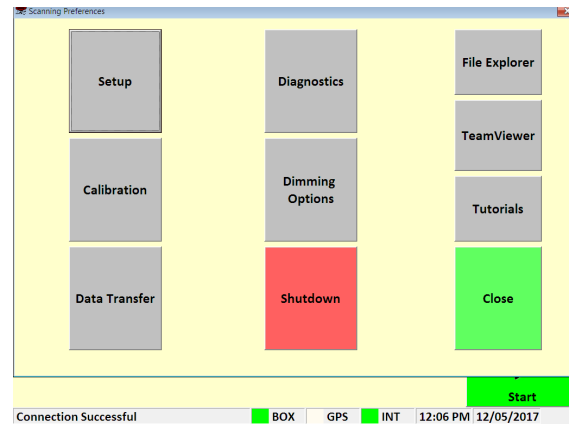 Scanning Preferences
Setup
Diagnostics
File Explorer
TeamViewer
Calibration
Dimming
Options
Tutorials
Data Transfer
Shutdown
Close
Start
Connection Successful
BOX
GPS
INT
12:06 PM
12/05/2017